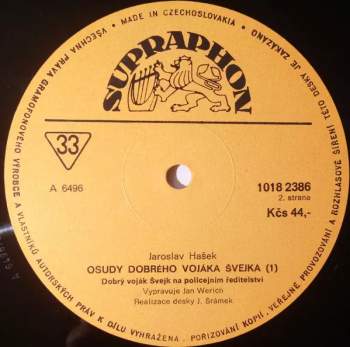 • MADE IN CZECHOSLOVAKIA •
VŠECHNA PRÁVA GRAMOFONOVÉHO VÝROBCE A VLASTNÍKŮ AUTORSKÝCH PRÁV K DÍLU VYHRAŽENA. POŘIZOVÁNÍ KOPIÍ, VEŘEJNÉ PROVOZOVÁNÍ A ROZHLASOVÉ ŠÍŘENÍ TÉTO DESKY JE ZAKÁZÁNO
SUPRAPHON
33
A 6496
1018 2386
2. strana
Kčs 44,-
Jaroslav Hašek
OSUDY DOBRÉHO VOJÁKA ŠVEJKA (1)
Dobrý voják Švejk na policejním ředitelství
Vypravuje Jan Werich
Realizace desky J. Šrámek